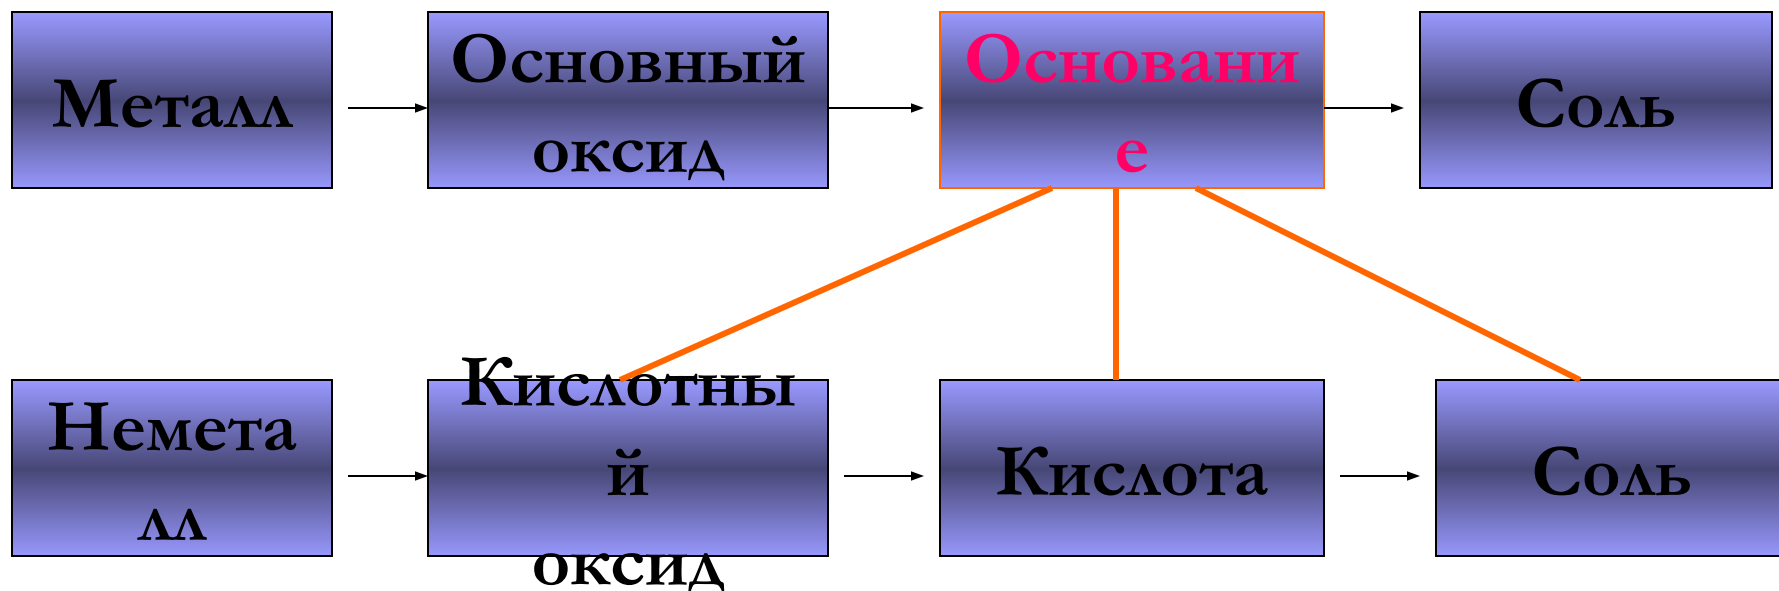 Металл
Основный
оксид
Основани
е
Соль
Немета
лл
Кислотны
й
оксид
Кислота
Соль